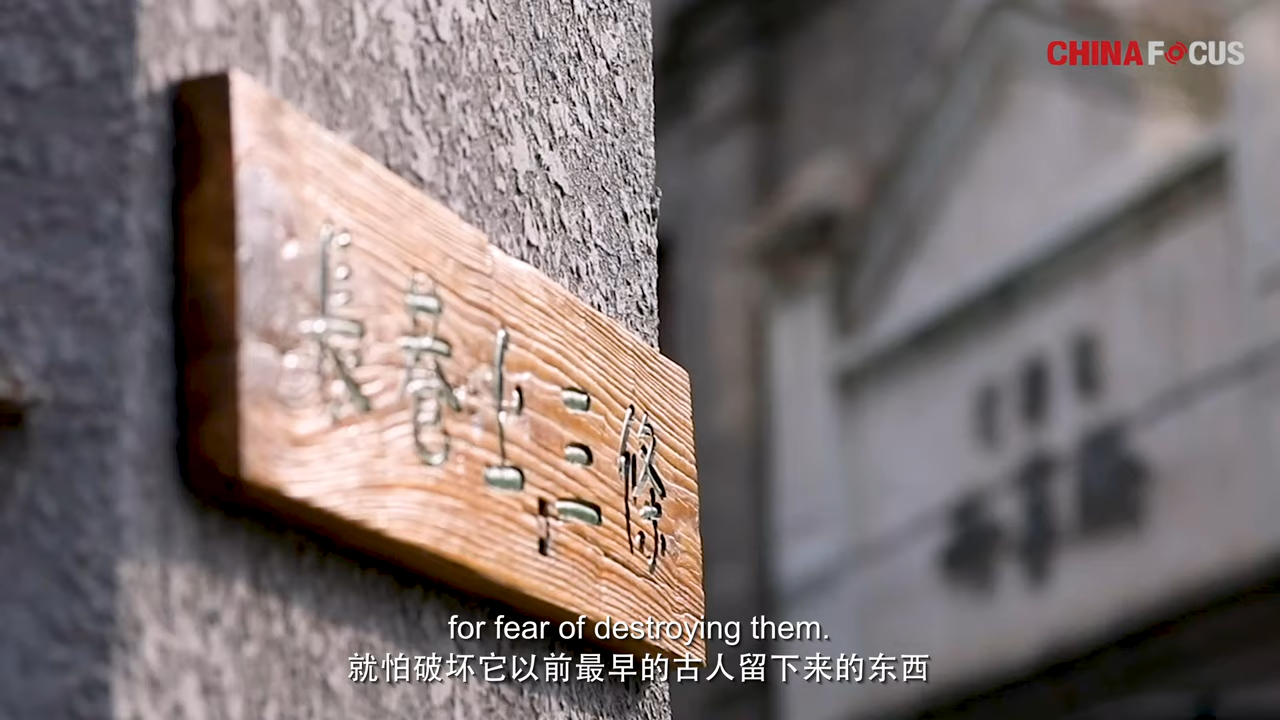 CHINA FOCUS
長巷上三條
for fear of destroying them.
就怕破坏它以前最早的古人留下来的东西